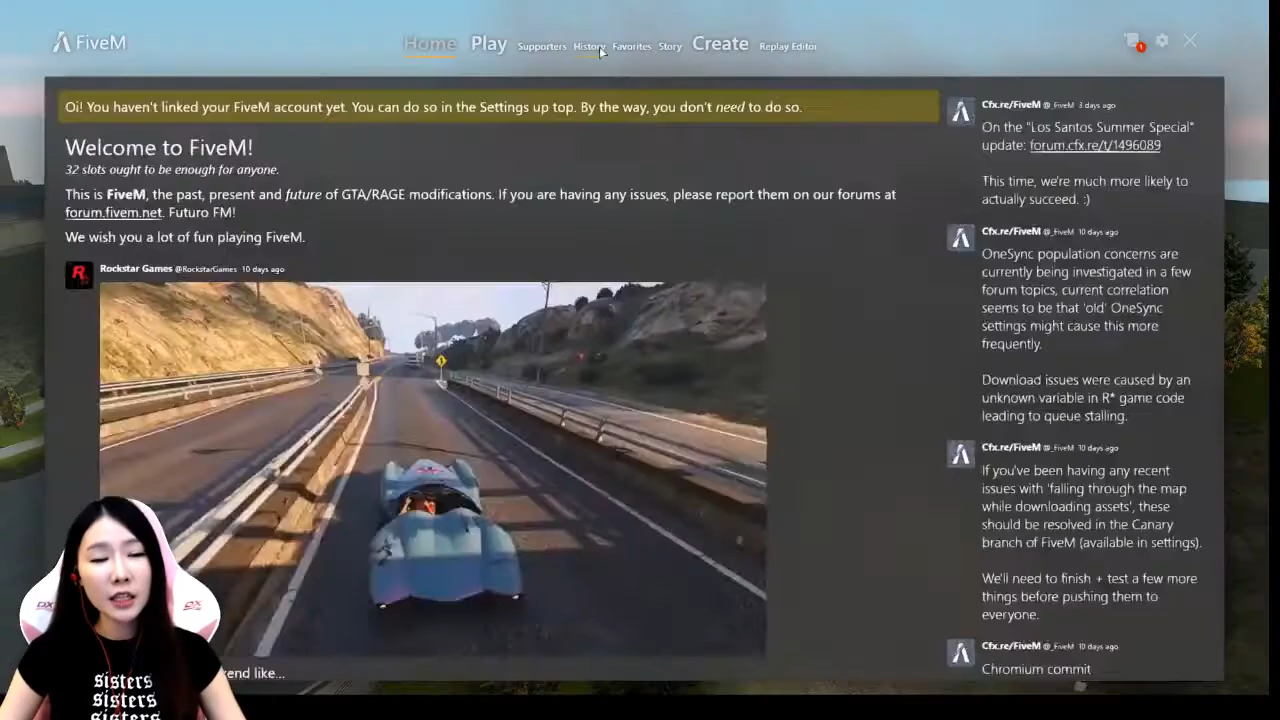 FiveM
Home Play Supporters History Favorites Story Create Replay Editor
1
Oi! You haven't linked your FiveM account yet. You can do so in the Settings up top. By the way, you don't need to do so.
Welcome to FiveM!
32 slots ought to be enough for anyone.
This is FiveM, the past, present and future of GTA/RAGE modifications. If you are having any issues, please report them on our forums at
forum.fivem.net. Futuro FM!
We wish you a lot of fun playing FiveM.
Rockstar Games @RockstarGames 10 days ago
end like...
Cfx.re/FiveM @_FiveM 3 days ago
On the "Los Santos Summer Special"
update: forum.cfx.re/t/1496089
This time, we're much more likely to
actually succeed. :)
Cfx.re/FiveM @_FiveM 10 days ago
OneSync population concerns are
currently being investigated in a few
forum topics, current correlation
seems to be that 'old' OneSync
settings might cause this more
frequently.
Download issues were caused by an
unknown variable in R* game code
leading to queue stalling.
Cfx.re/FiveM @_FiveM 10 days ago
If you've been having any recent
issues with 'falling through the map
while downloading assets', these
should be resolved in the Canary
branch of FiveM (available in settings).
We'll need to finish + test a few more
things before pushing them to
everyone.
Cfx.re/FiveM @_FiveM 10 days ago
Chromium commit
sisters
sisters
sisters